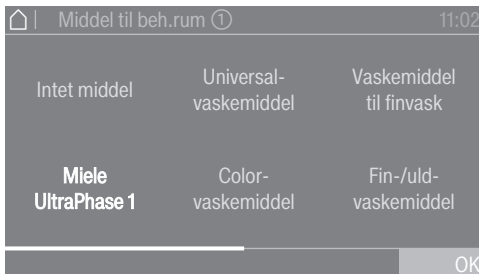 Middel til beh.rum ① 11:02
Intet middel
Universal-
vaskemiddel
Vaskemiddel
til finvask
Miele
UltraPhase 1
Color-
vaskemiddel
Fin-/uld-
vaskemiddel
OK